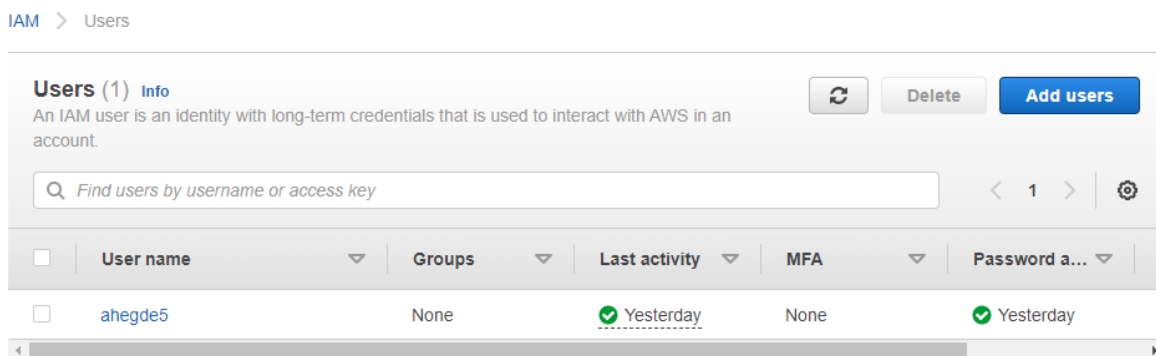 IAM > Users
Users (1) Info
An IAM user is an identity with long-term credentials that is used to interact with AWS in an
account.
Delete
Add users
Find users by username or access key
1
User name Groups Last activity MFA Password a...
ahegde5 None Yesterday None Yesterday